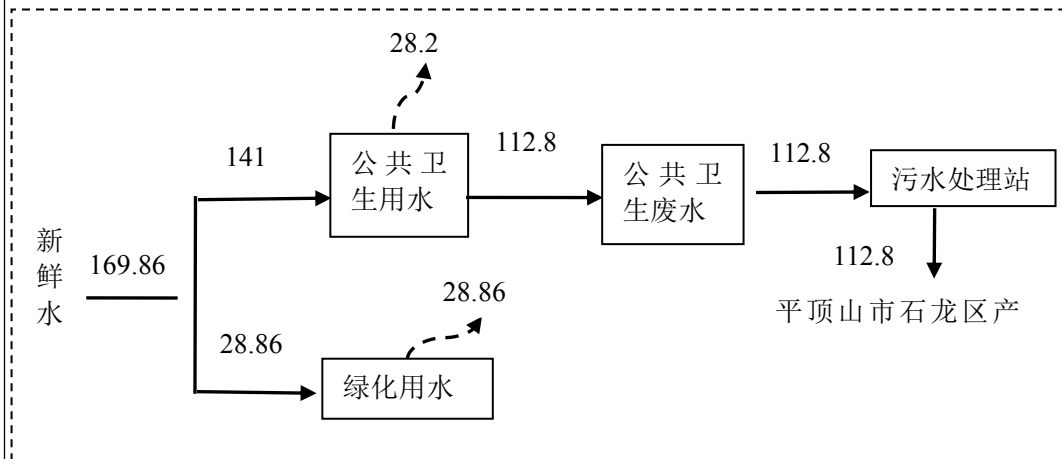 28.2
141
公共卫
生用水
112.8
公共卫
生废水
112.8
污水处理站
新
鲜
水
169.86
112.8
平顶山市石龙区产
28.86
28.86
绿化用水